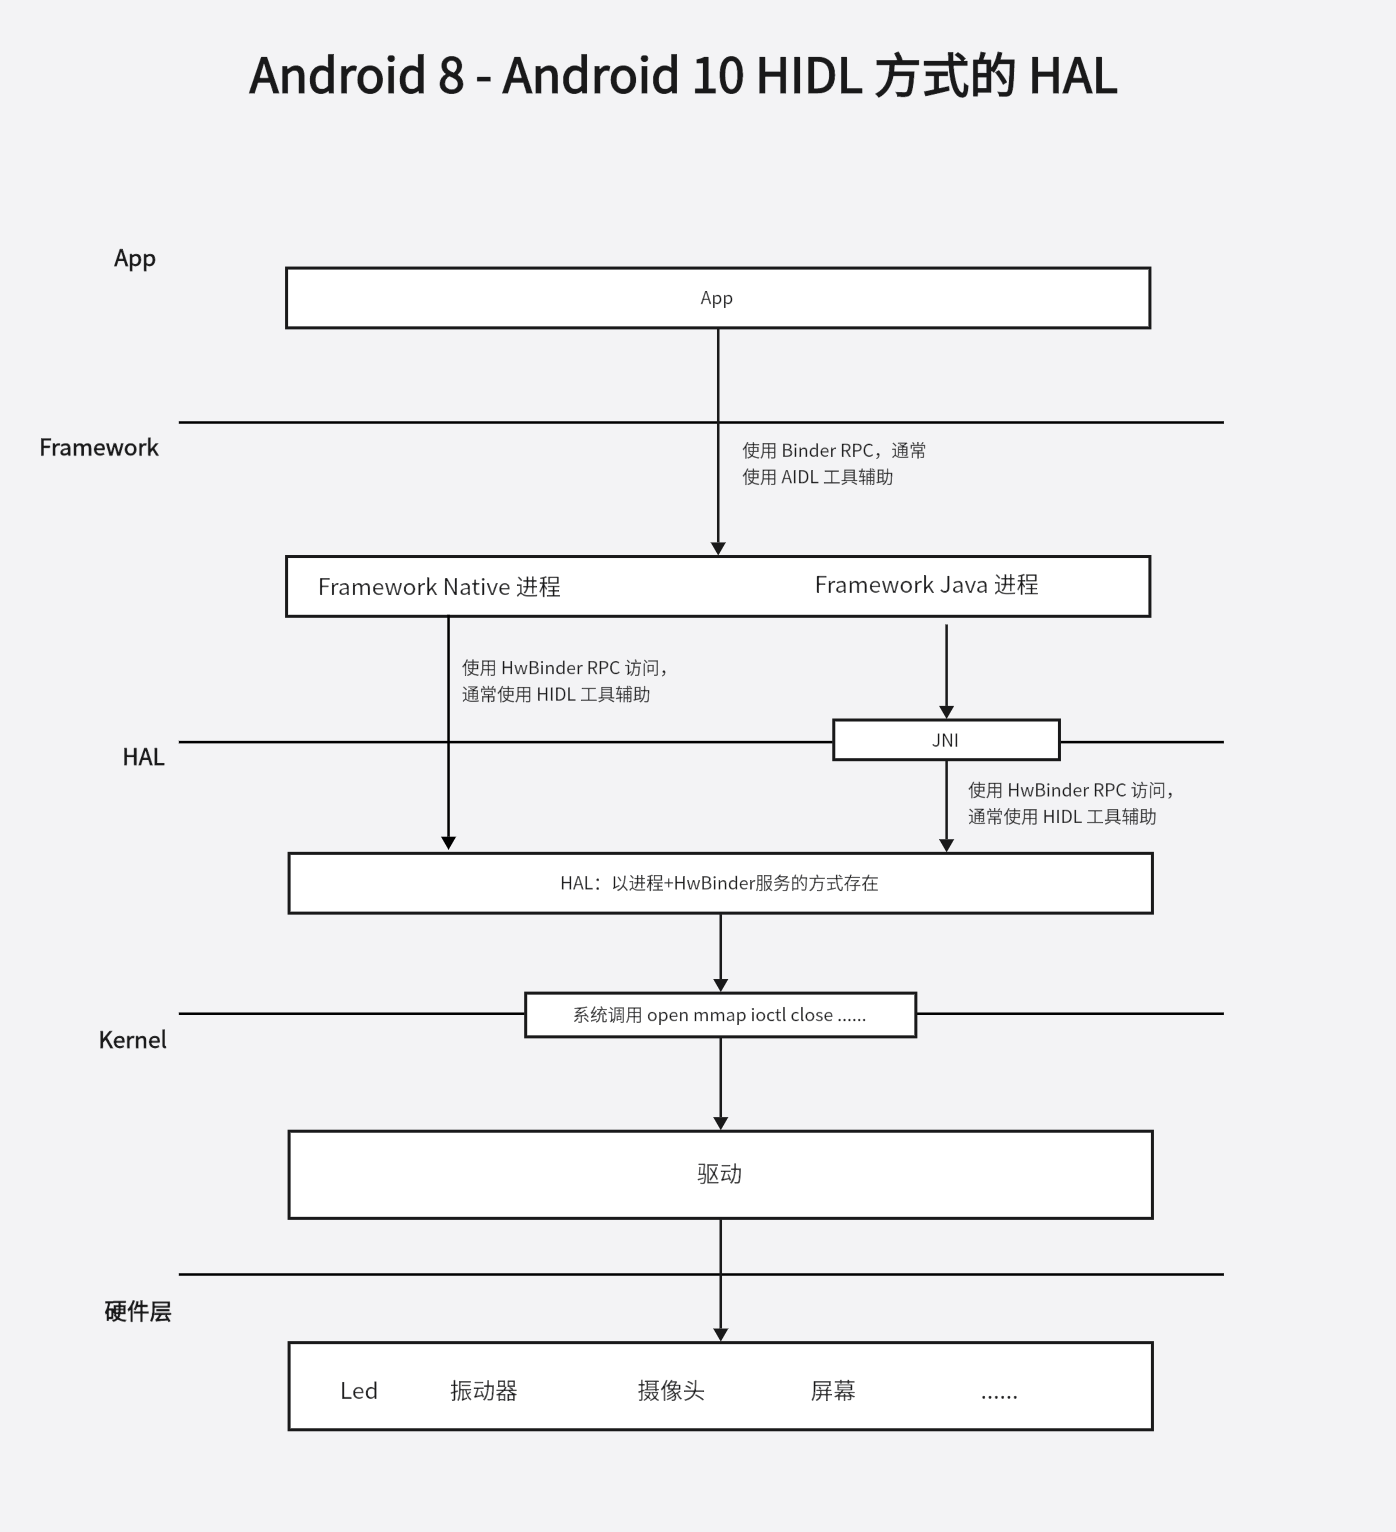 Android 8 - Android 10 HIDL 方式的 HAL
App
App
Framework
使用 Binder RPC，通常
使用 AIDL 工具辅助
Framework Native 进程
Framework Java 进程
使用 HwBinder RPC 访问，
通常使用 HIDL 工具辅助
JNI
HAL
使用 HwBinder RPC 访问，
通常使用 HIDL 工具辅助
HAL：以进程+HwBinder服务的方式存在
系统调用 open mmap ioctl close ......
Kernel
驱动
硬件层
Led
振动器
摄像头
屏幕
......